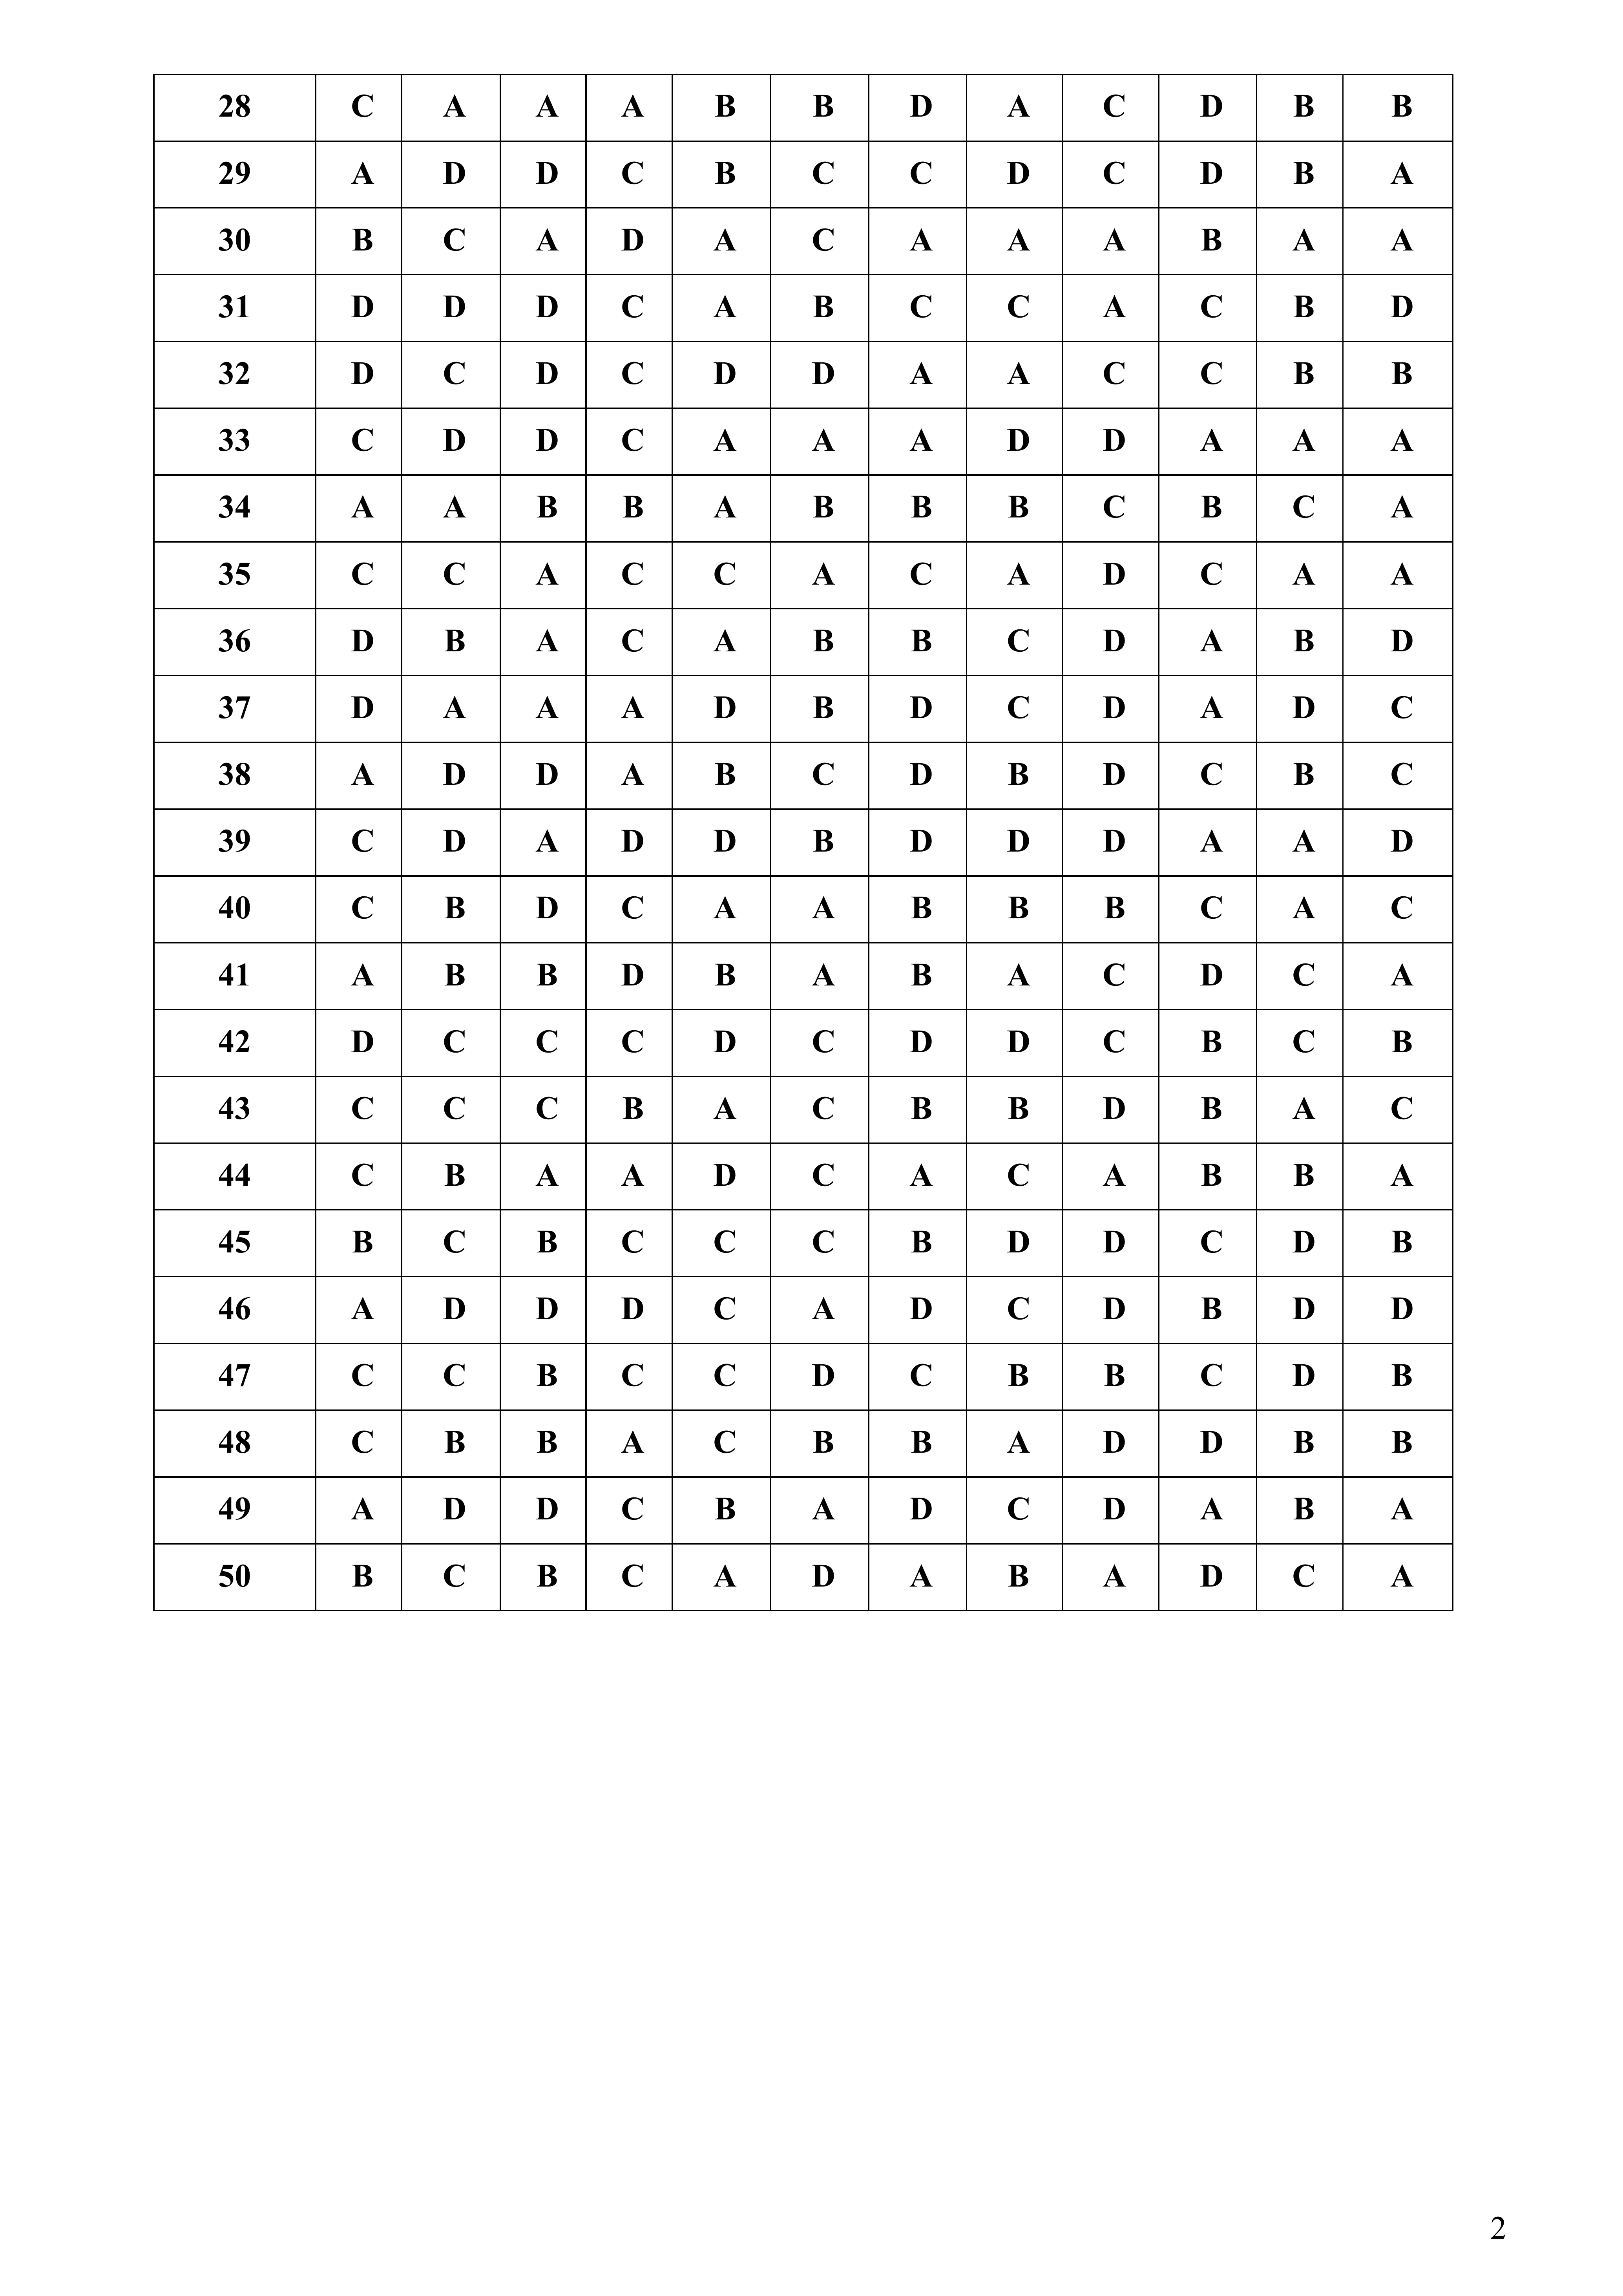 28 C A A A B B D A C D B B
29 A D D C B C C D C D B A
30 B C A D A C A A A B A A
31 D D D C A B C C A C B D
32 D C D C D D A A C C B B
33 C D D C A A A D D A A A
34 A A B B A B B B C B C A
35 C C A C C A C A D C A A
36 D B A C A B B C D A B D
37 D A A A D B D C D A D C
38 A D D A B C D B D C B C
39 C D A D D B D D D A A D
40 C B D C A A B B B C A C
41 A B B D B A B A C D C A
42 D C C C D C D D C B C B
43 C C C B A C B B D B A C
44 C B A A D C A C A B B A
45 B C B C C C B D D C D B
46 A D D D C A D C D B D D
47 C C B C C D C B B C D B
48 C B B A C B B A D D B B
49 A D D C B A D C D A B A
50 B C B C A D A B A D C A
2